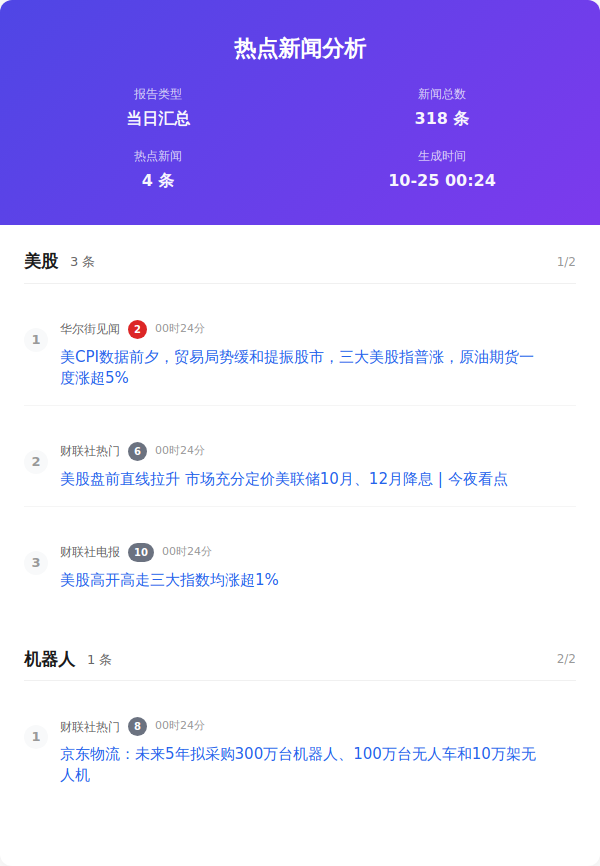 热点新闻分析
报告类型
新闻总数
当日汇总
318 条
热点新闻
生成时间
4 条
10-25 00:24
美股 3 条 1/2
1
华尔街见闻 2 00时24分
美CPI数据前夕，贸易局势缓和提振股市，三大美股指普涨，原油期货一
度涨超5%
2
财联社热门 6 00时24分
美股盘前直线拉升 市场充分定价美联储10月、12月降息 | 今夜看点
3
财联社电报 10 00时24分
美股高开高走三大指数均涨超1%
机器人 1 条 2/2
1
财联社热门 8 00时24分
京东物流：未来5年拟采购300万台机器人、100万台无人车和10万架无
人机